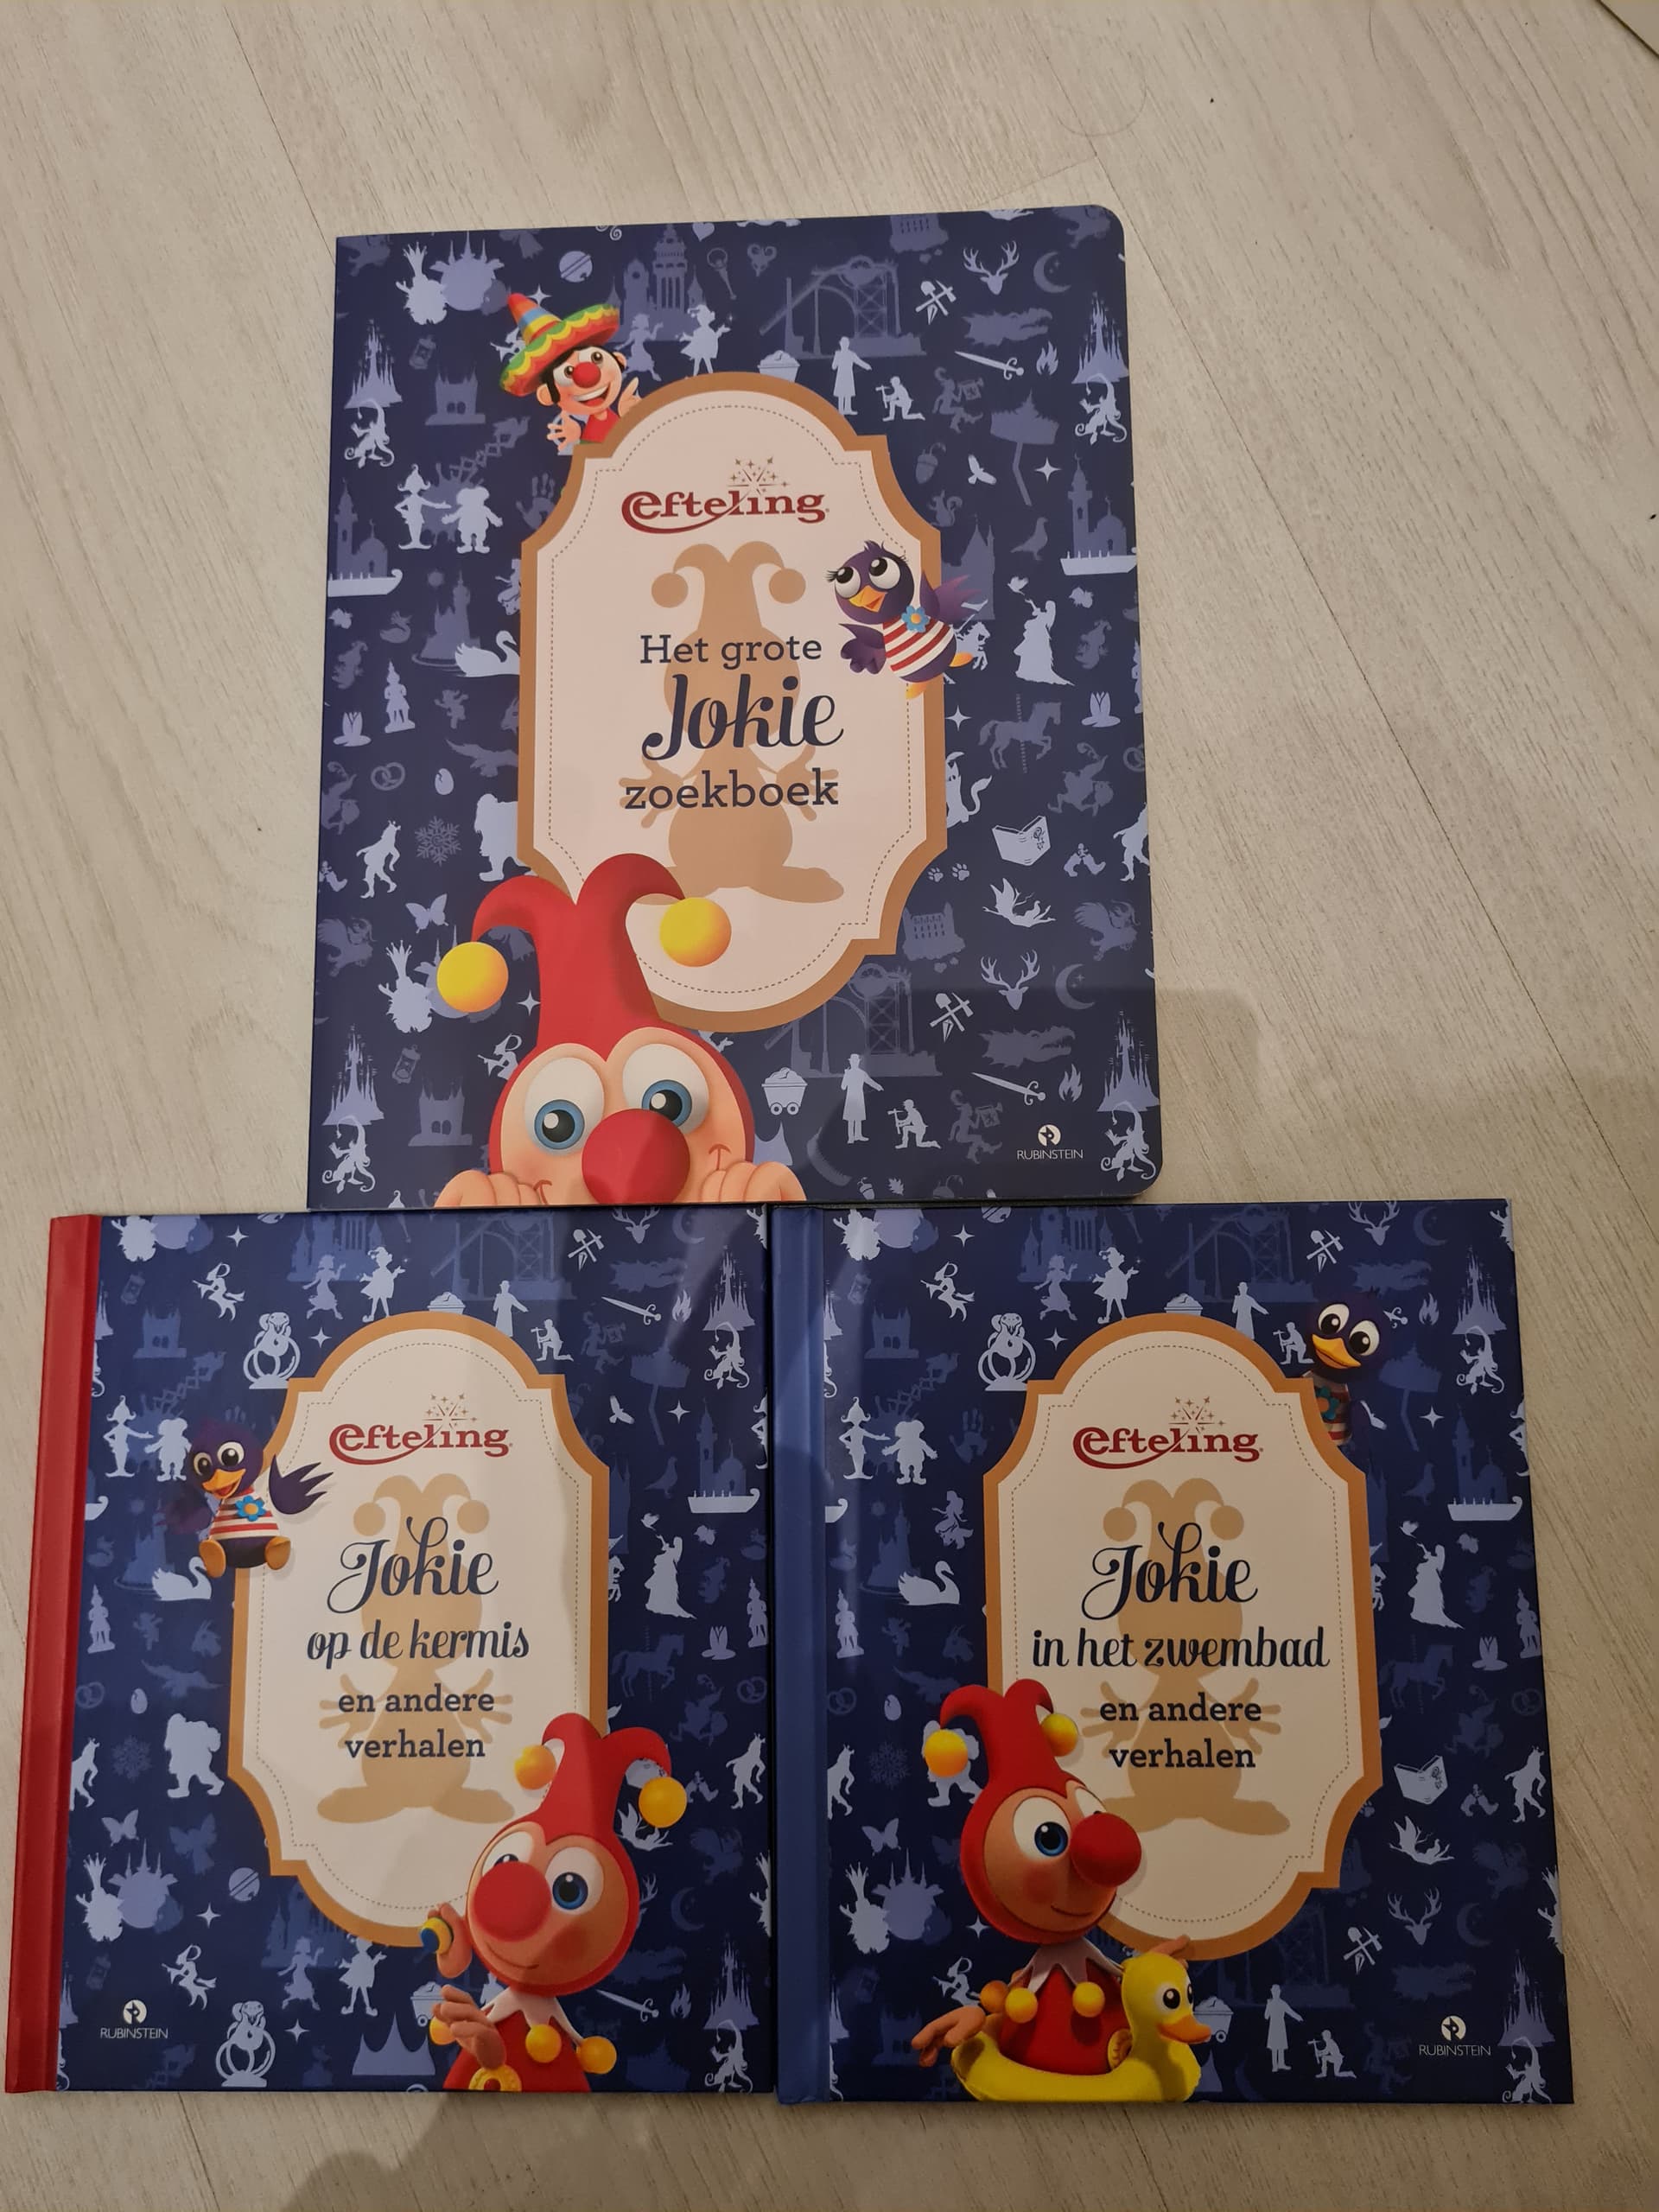 efteling
Het grote
Jokie
zoekboek
RUBINSTEIN
efteling
Jokie
op de kermis
en andere
verhalen
RUBINSTEIN
efteling
Jokie
in het zwembad
en andere
verhalen
RUBINSTEIN